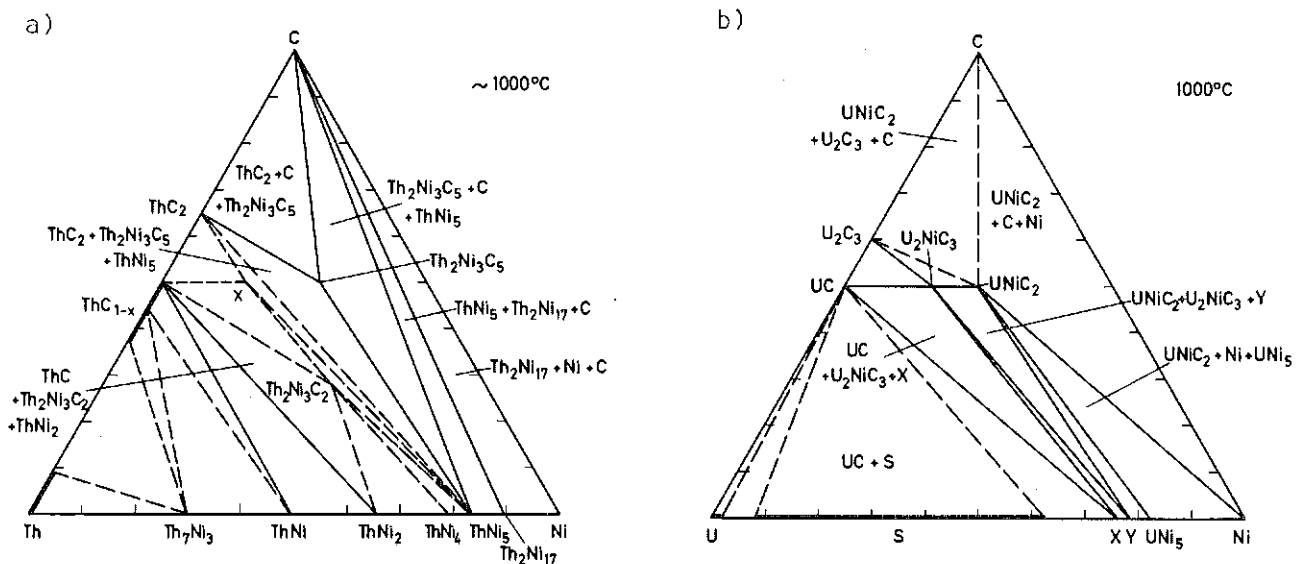 a)
C
~ 1000°C
ThC₂ + C
+ Th₂Ni₃C₅
Th₂Ni₃C₅ + C
+ ThNi₅
ThC₂
ThC₂ + Th₂Ni₃C₅
+ ThNi₅
Th₂Ni₃C₅
X
ThC₁₋ₓ
ThNi₅ + Th₂Ni₁₇ + C
ThC
+ Th₂Ni₃C₂
+ ThNi₂
Th₂Ni₃C₂
Th₂Ni₁₇ + Ni + C
Th
Th₇Ni₃
ThNi
ThNi₂
ThNi₄
ThNi₅
Ni
Th₂Ni₁₇
b)
C
1000°C
UNiC₂
+ U₂C₃ + C
UNiC₂
+ C + Ni
U₂C₃
U₂NiC₃
UC
UNiC₂
UNiC₂ + U₂NiC₃ + Y
UC
+ U₂NiC₃ + X
UNiC₂ + Ni + UNi₅
UC + S
U
S
X Y
UNi₅
Ni